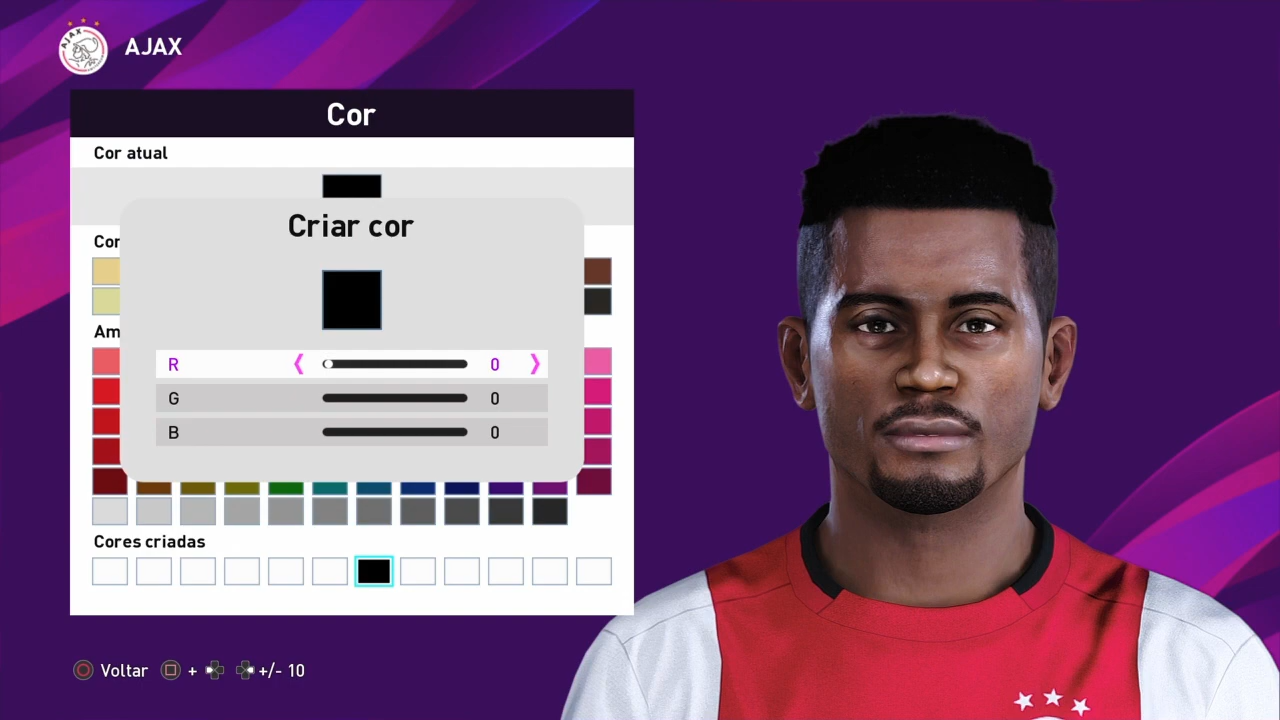 AJAX
AJAX
Cor
Cor atual
Criar cor
Cor
Am
R 0
G 0
B 0
Cores criadas
Voltar + +/- 10